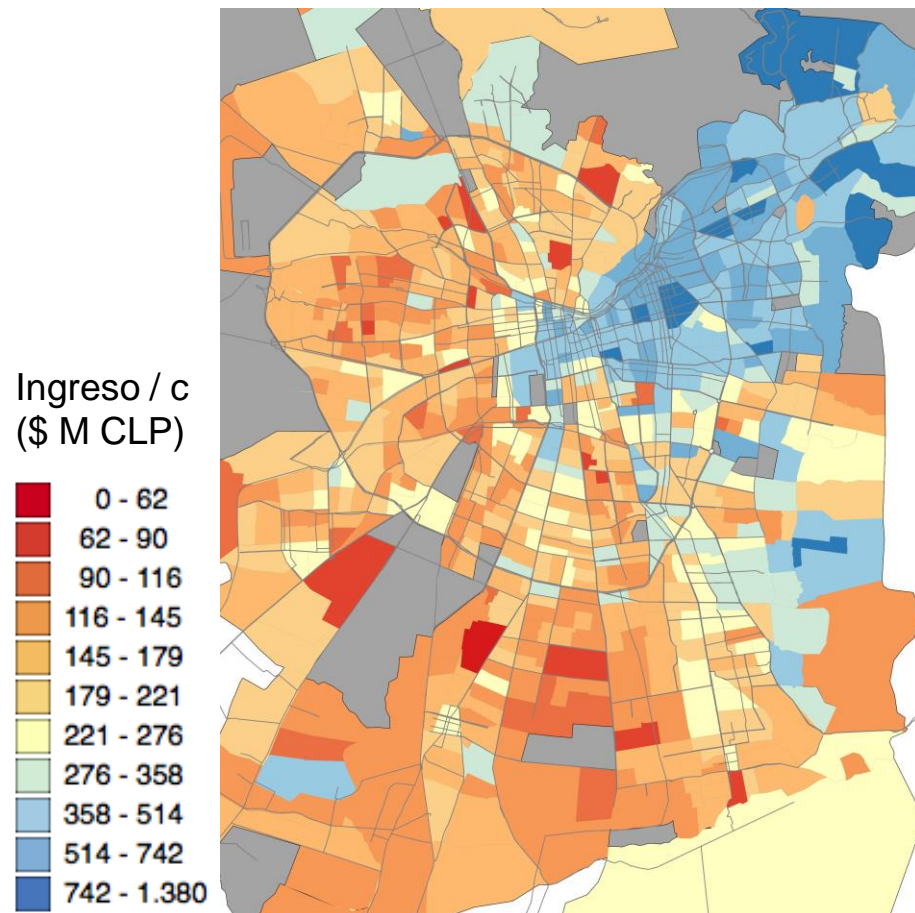 Ingreso / c
($ M CLP)
0 - 62
62 - 90
90 - 116
116 - 145
145 - 179
179 - 221
221 - 276
276 - 358
358 - 514
514 - 742
742 - 1.380